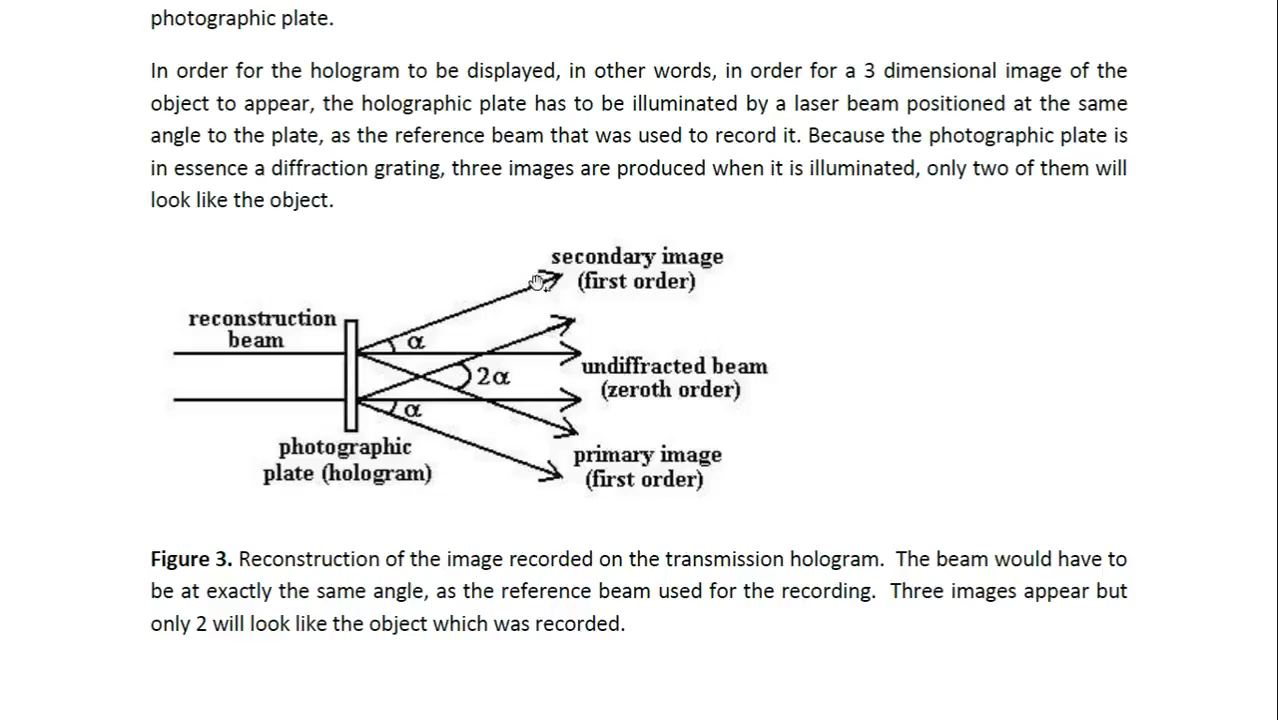 photographic plate.
In order for the hologram to be displayed, in other words, in order for a 3 dimensional image of the
object to appear, the holographic plate has to be illuminated by a laser beam positioned at the same
angle to the plate, as the reference beam that was used to record it. Because the photographic plate is
in essence a diffraction grating, three images are produced when it is illuminated, only two of them will
look like the object.
secondary image
(first order)
reconstruction
beam
α
undiffracted beam
(zeroth order)
2α
α
photographic
plate (hologram)
primary image
(first order)
Figure 3. Reconstruction of the image recorded on the transmission hologram. The beam would have to
be at exactly the same angle, as the reference beam used for the recording. Three images appear but
only 2 will look like the object which was recorded.